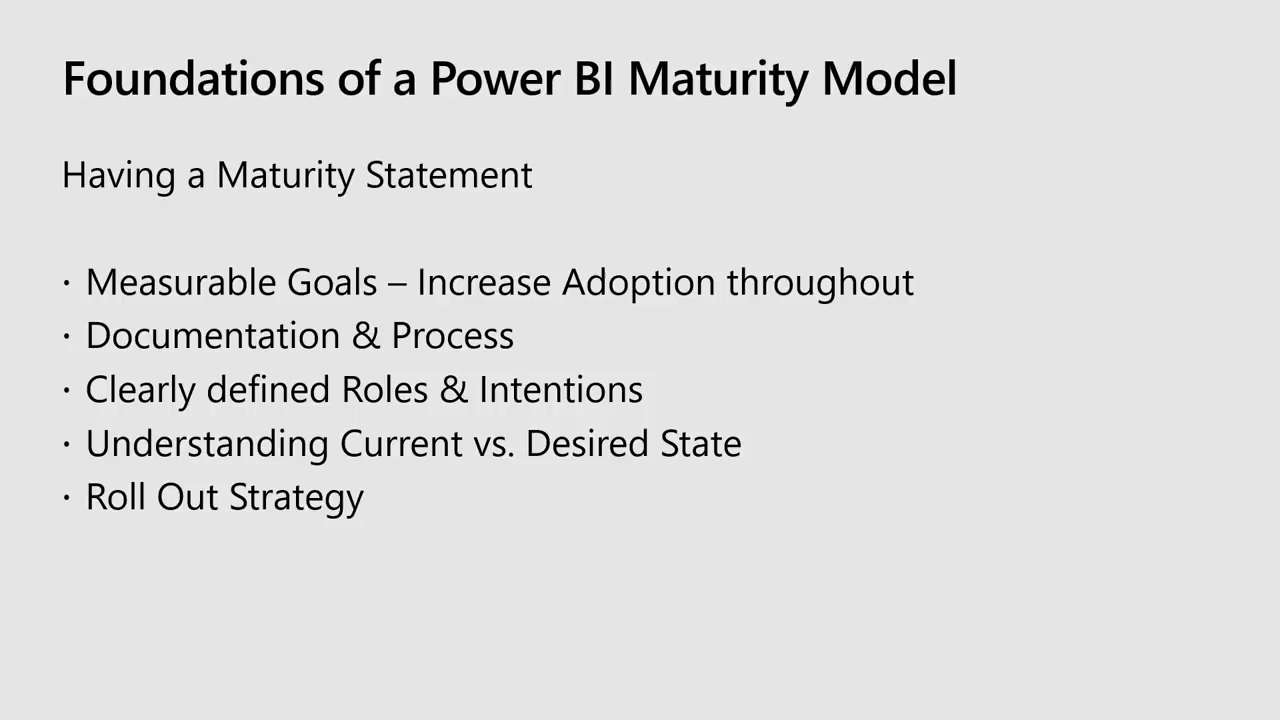 Foundations of a Power BI Maturity Model
Having a Maturity Statement
· Measurable Goals – Increase Adoption throughout
· Documentation & Process
· Clearly defined Roles & Intentions
· Understanding Current vs. Desired State
· Roll Out Strategy